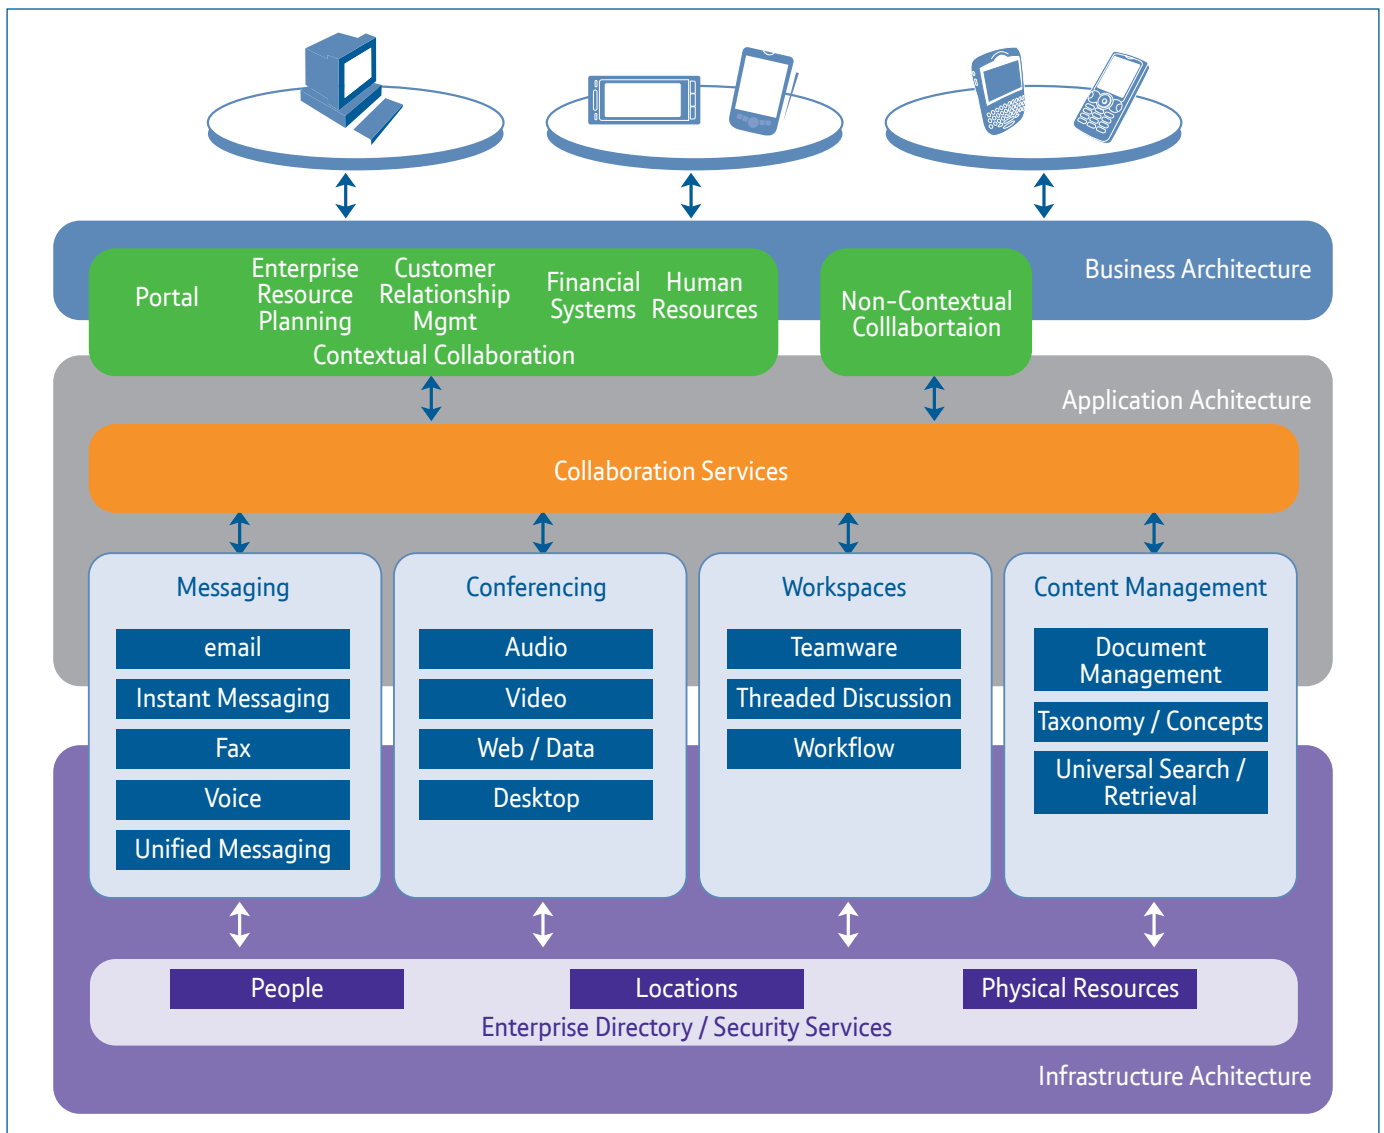 Business Architecture
Portal
Enterprise
Resource
Planning
Customer
Relationship
Mgmt
Financial
Systems
Human
Resources
Contextual Collaboration
Non-Contextual
Colllabortaion
Application Achitecture
Collaboration Services
Messaging
email
Instant Messaging
Fax
Voice
Unified Messaging
Conferencing
Audio
Video
Web / Data
Desktop
Workspaces
Teamware
Threaded Discussion
Workflow
Content Management
Document
Management
Taxonomy / Concepts
Universal Search /
Retrieval
People
Locations
Physical Resources
Enterprise Directory / Security Services
Infrastructure Achitecture